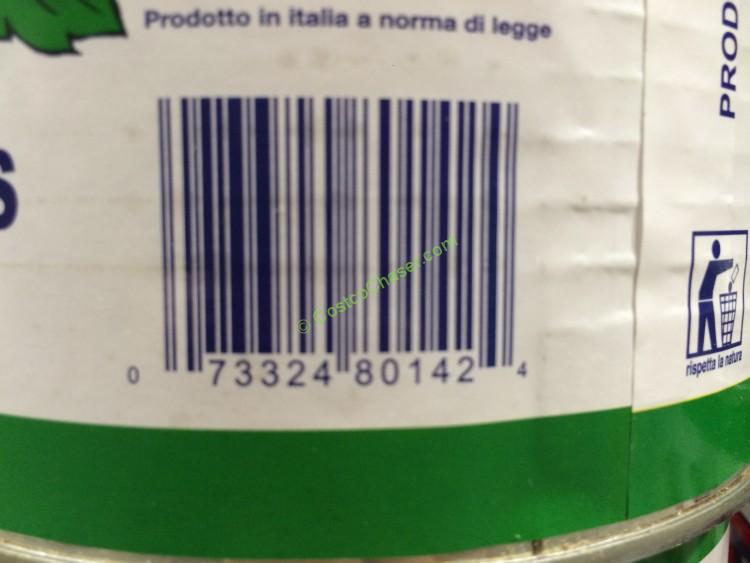 Prodotto in italia a norma di legge
PROD
S
© CostcoChaser.com
0 73324 80142 4
rispetta la natura